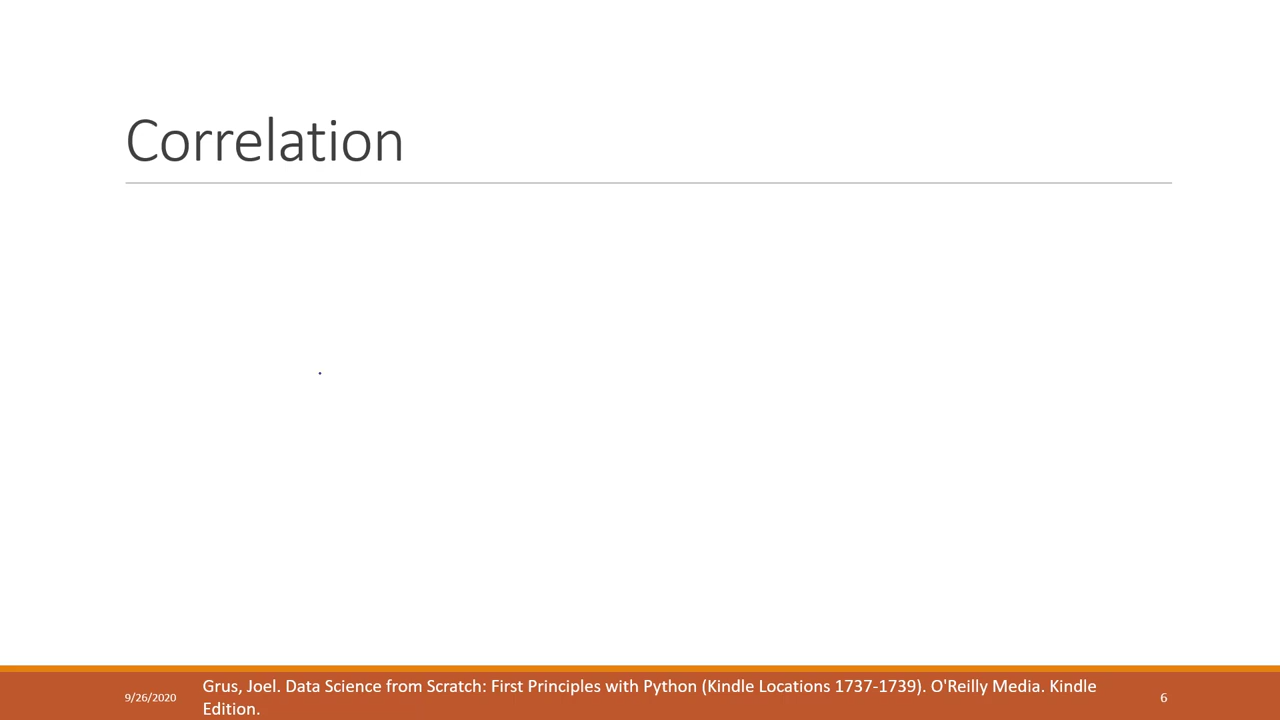 Correlation
.
9/26/2020
Grus, Joel. Data Science from Scratch: First Principles with Python (Kindle Locations 1737-1739). O'Reilly Media. Kindle
Edition.
6